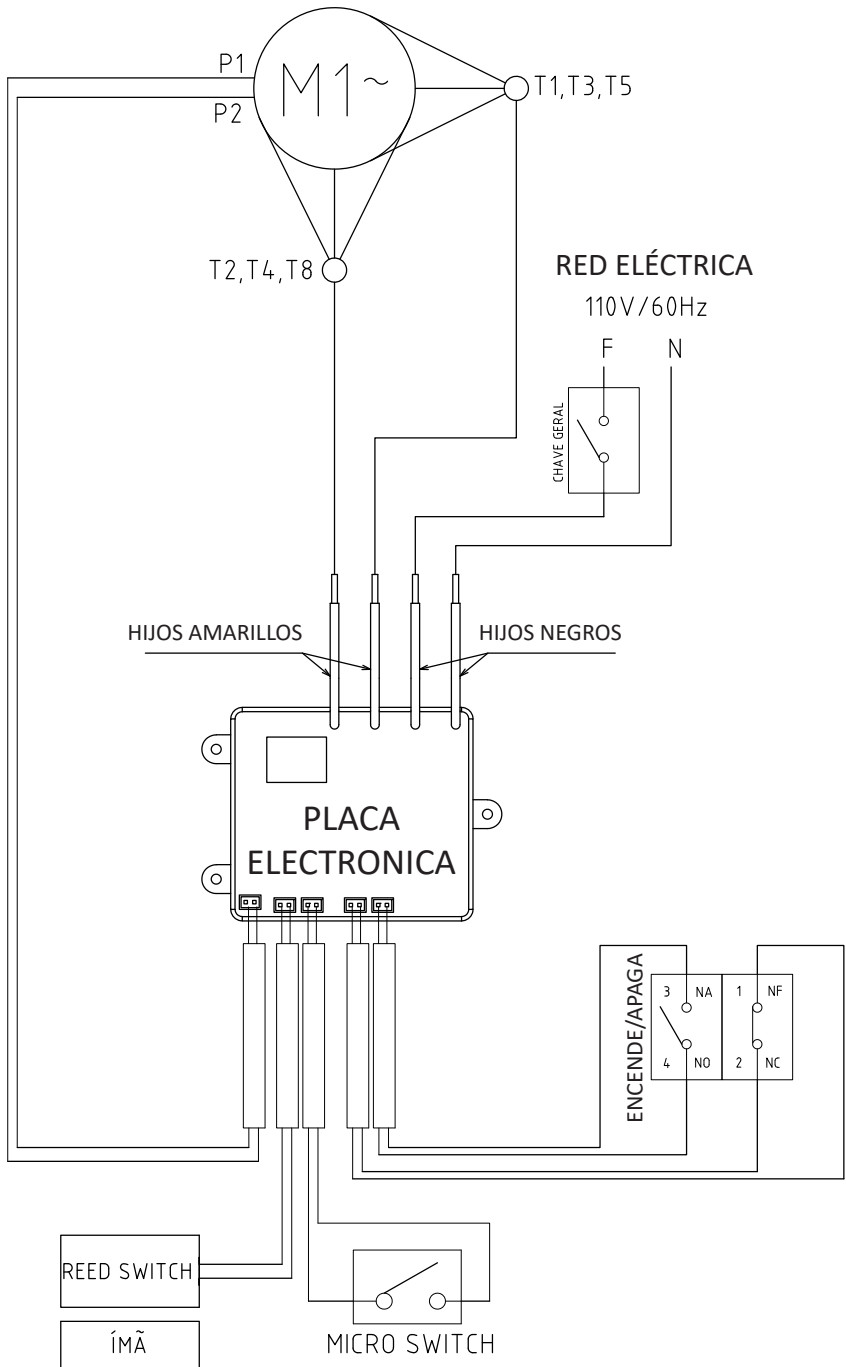 P1
P2
M1~
T1,T3,T5
T2,T4,T8
RED ELÉCTRICA
110V/60Hz
F N
CHAVE GERAL
HIJOS AMARILLOS
HIJOS NEGROS
PLACA
ELECTRONICA
ENCENDE/APAGA
3 NA 1 NF
4 NO 2 NC
REED SWITCH
ÍMÃ
MICRO SWITCH